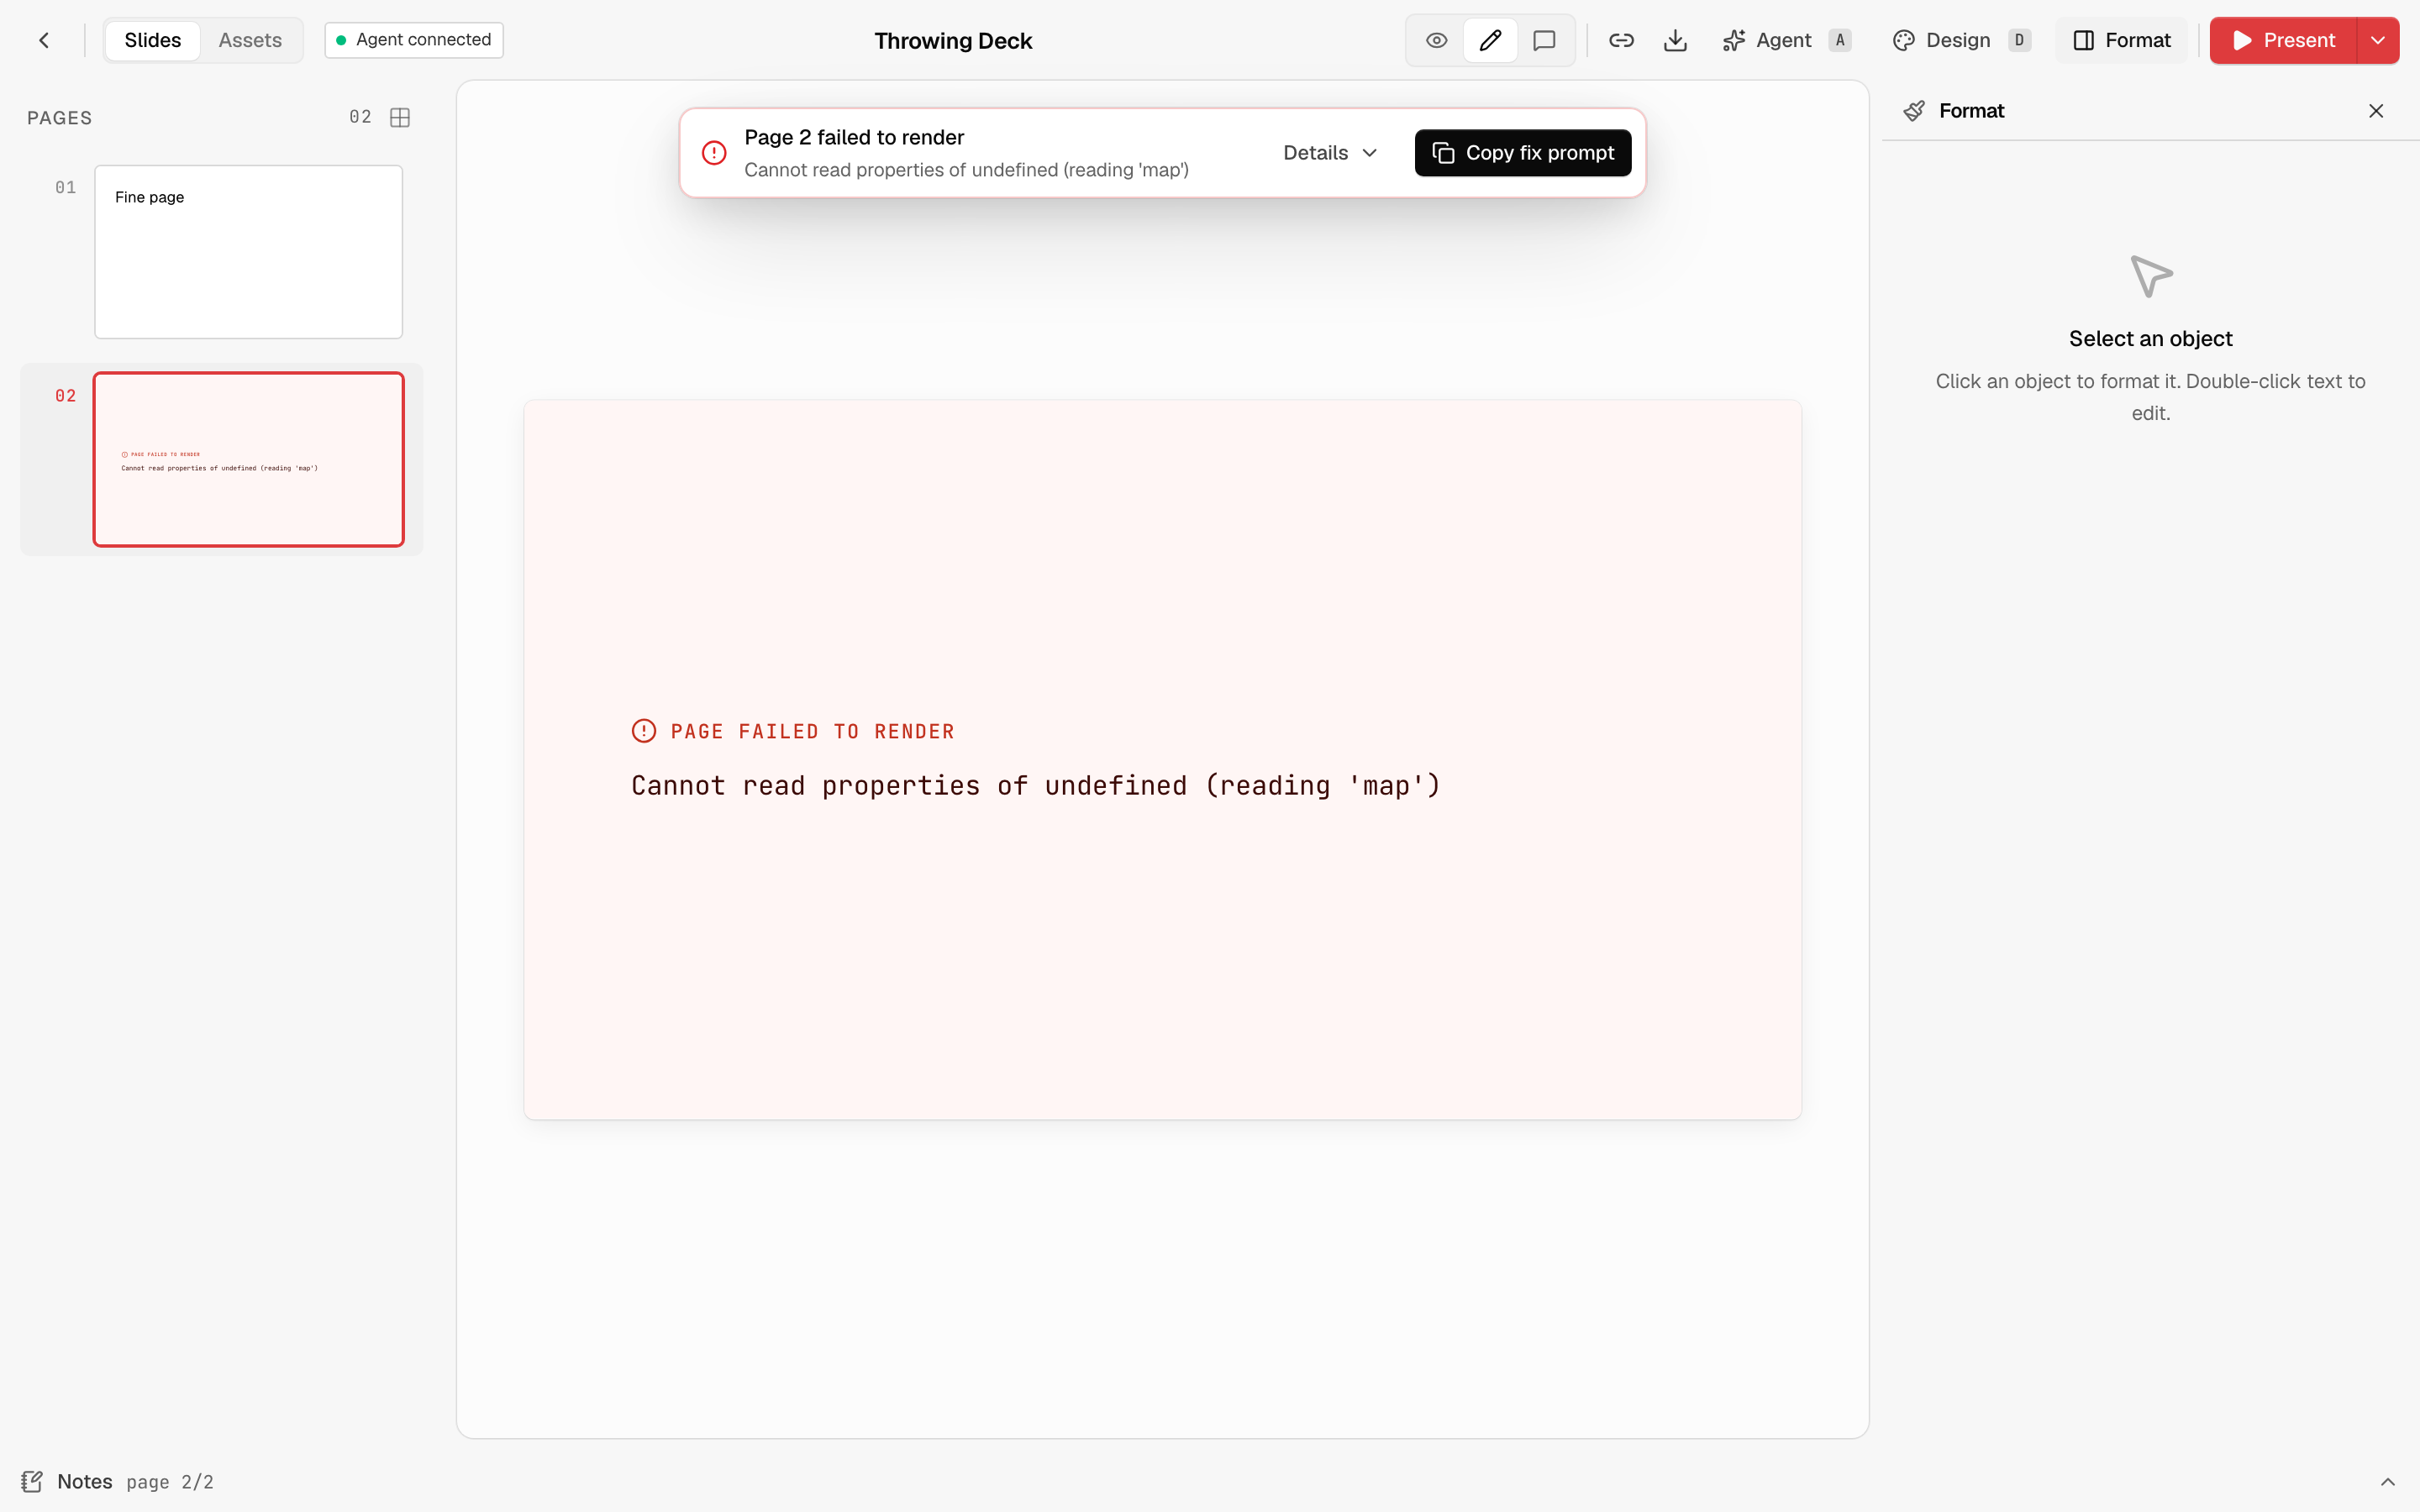 Slides
Assets
Agent connected
Throwing Deck
Agent A
Design D
Format
Present
PAGES
02
01
Fine page
02
PAGE FAILED TO RENDER
Cannot read properties of undefined (reading 'map')
Page 2 failed to render
Cannot read properties of undefined (reading 'map')
Details
Copy fix prompt
PAGE FAILED TO RENDER
Cannot read properties of undefined (reading 'map')
Format
Select an object
Click an object to format it. Double-click text to
edit.
Notes page 2/2